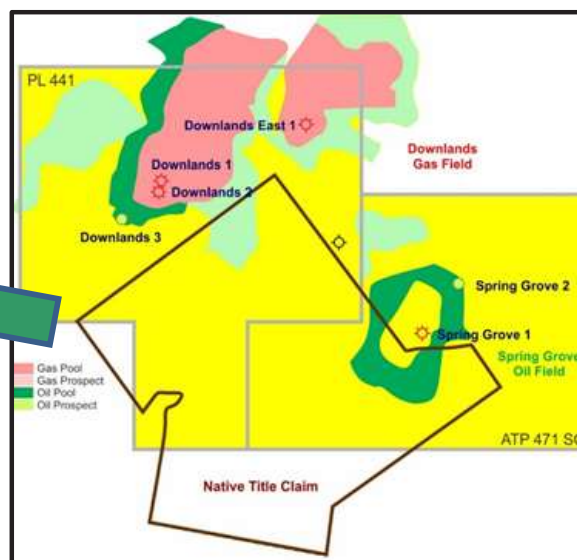 PL 441
Downlands East 1
Downlands
Gas Field
Downlands 1
Downlands 2
Downlands 3
Spring Grove 2
Spring Grove 1
Spring Grove
Oil Field
Gas Pool
Gas Prospect
Oil Pool
Oil Prospect
ATP 471 SG
Native Title Claim